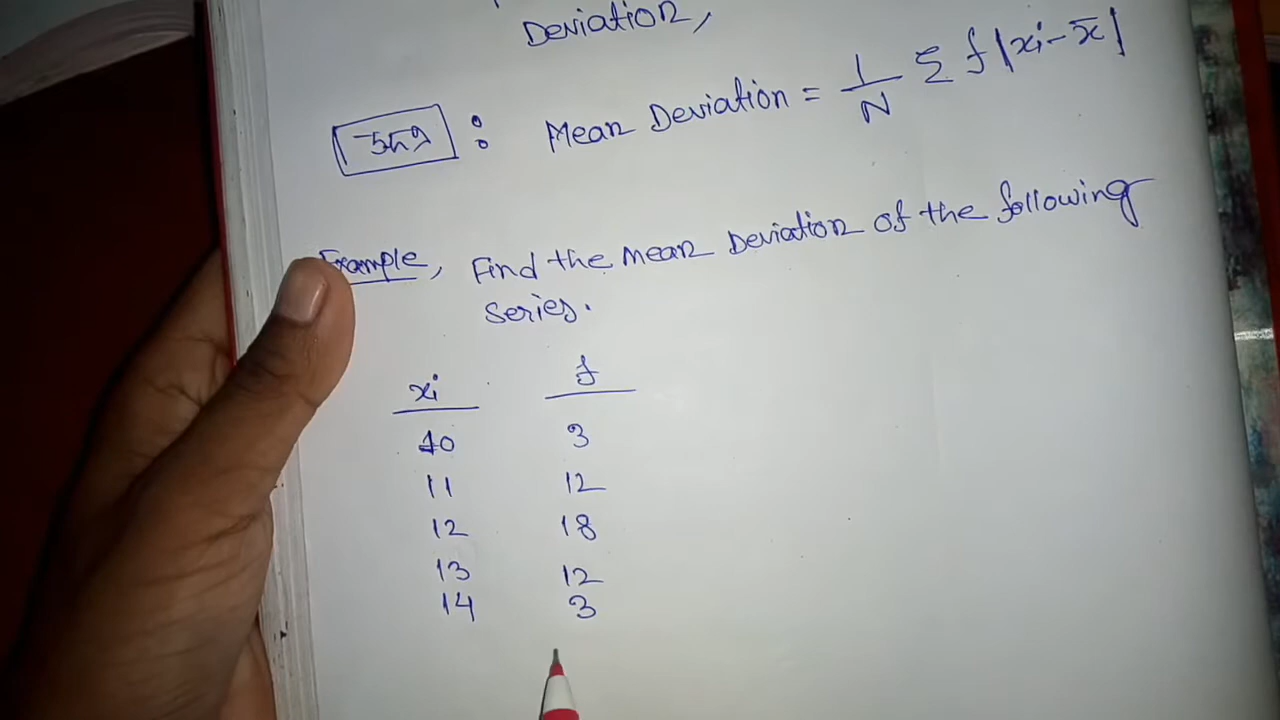 Deviation,
সূত্র : Mean Deviation = 1/N Σ f|xi - x̄|
Example, Find the Mean Deviation of the following
series.
xi f
10 3
11 12
12 18
13 12
14 3